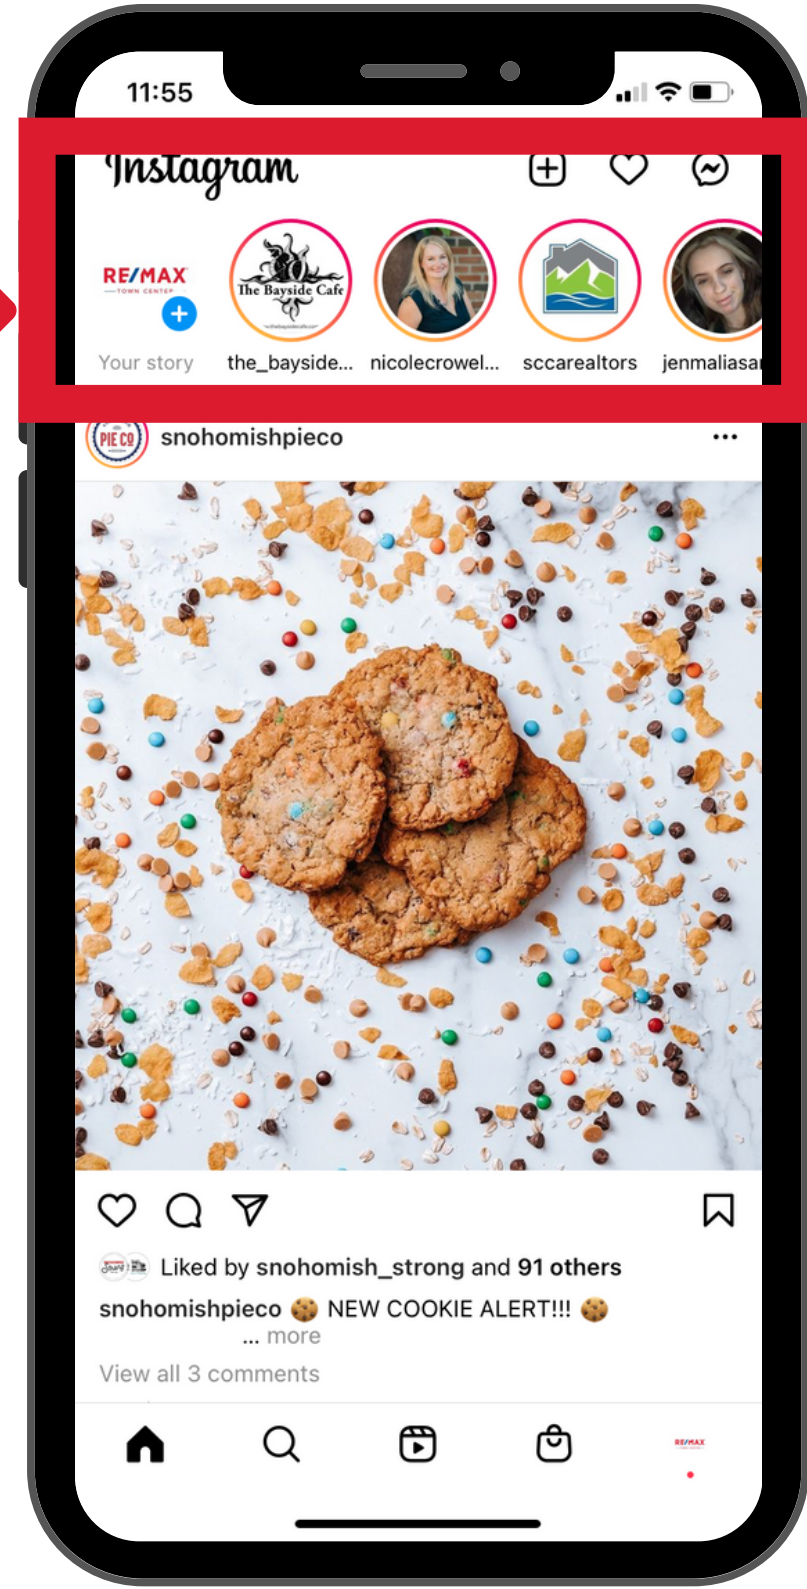 11:55
Instagram
RE/MAX
TOWN CENTER
The Bayside Cafe
Your story
the_bayside...
nicolecrowel...
sccarealtors
jenmaliasa
PIE CO
snohomishpieco
Liked by snohomish_strong and 91 others
snohomishpieco 🍪 NEW COOKIE ALERT!!! 🍪
... more
View all 3 comments
RE/MAX